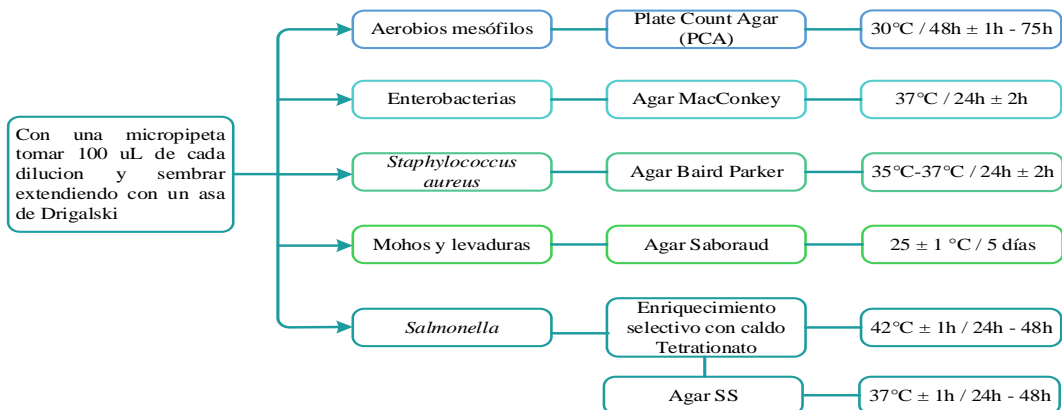 Con una micropipeta
tomar 100 uL de cada
dilucion y sembrar
extendiendo con un asa
de Drigalski
Aerobios mesófilos
Plate Count Agar
(PCA)
30°C / 48h ± 1h - 75h
Enterobacterias
Agar MacConkey
37°C / 24h ± 2h
Staphylococcus
aureus
Agar Baird Parker
35°C-37°C / 24h ± 2h
Mohos y levaduras
Agar Saboraud
25 ± 1 °C / 5 días
Salmonella
Enriquecimiento
selectivo con caldo
Tetrationato
42°C ± 1h / 24h - 48h
Agar SS
37°C ± 1h / 24h - 48h